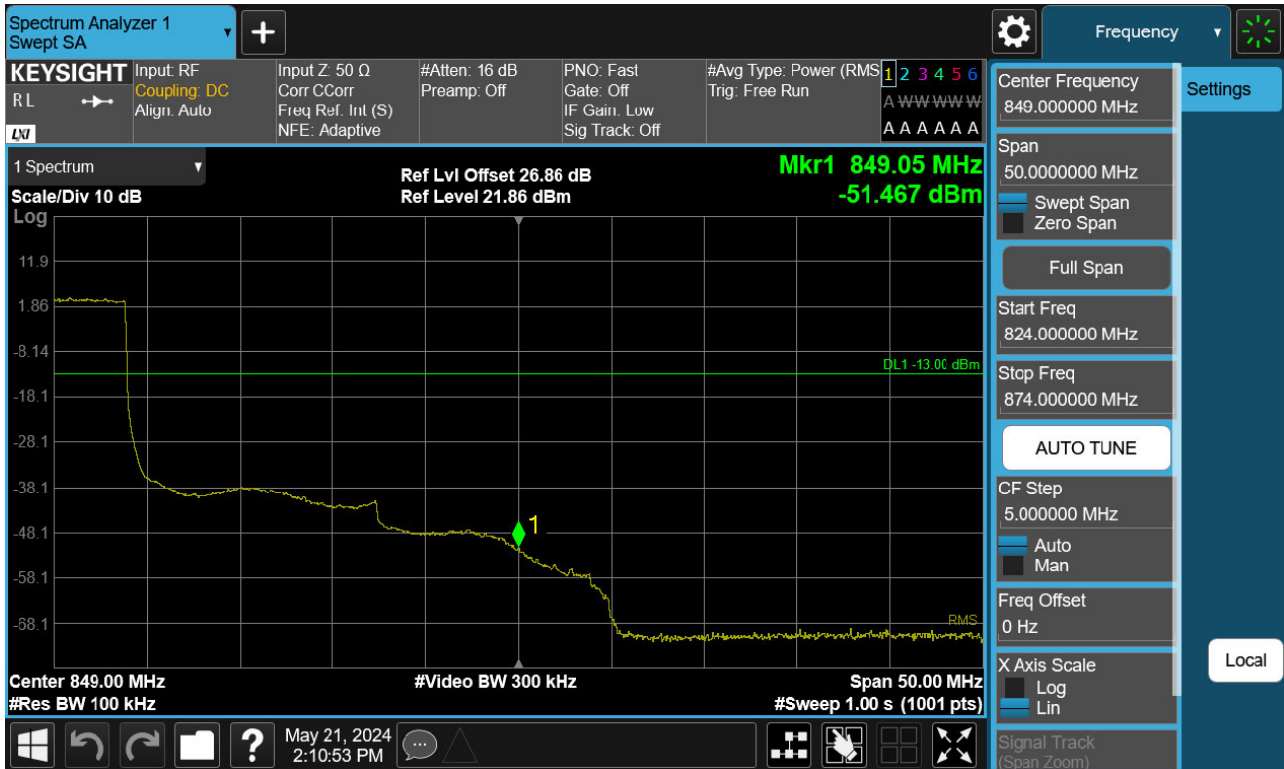 Spectrum Analyzer 1
Swept SA
+
Frequency
KEYSIGHT
RL
LXI
Input: RF
Coupling: DC
Align: Auto
Input Z: 50 Ω
Corr CCorr
Freq Ref: Int (S)
NFE: Adaptive
#Atten: 16 dB
Preamp: Off
PNO: Fast
Gate: Off
IF Gain: Low
Sig Track: Off
#Avg Type: Power (RMS
Trig: Free Run
1 2 3 4 5 6
A W W W W W
A A A A A A
1 Spectrum
Scale/Div 10 dB
Log
Ref Lvl Offset 26.86 dB
Ref Level 21.86 dBm
Mkr1 849.05 MHz
-51.467 dBm
11.9
1.86
-8.14
DL1 -13.00 dBm
-18.1
-28.1
-38.1
-48.1
1
-58.1
-68.1
RMS
Center 849.00 MHz
#Video BW 300 kHz
Span 50.00 MHz
#Res BW 100 kHz
#Sweep 1.00 s (1001 pts)
?
May 21, 2024
2:10:53 PM
Center Frequency
849.000000 MHz
Settings
Span
50.0000000 MHz
Swept Span
Zero Span
Full Span
Start Freq
824.000000 MHz
Stop Freq
874.000000 MHz
AUTO TUNE
CF Step
5.000000 MHz
Auto
Man
Freq Offset
0 Hz
X Axis Scale
Log
Lin
Local
Signal Track
(Span Zoom)